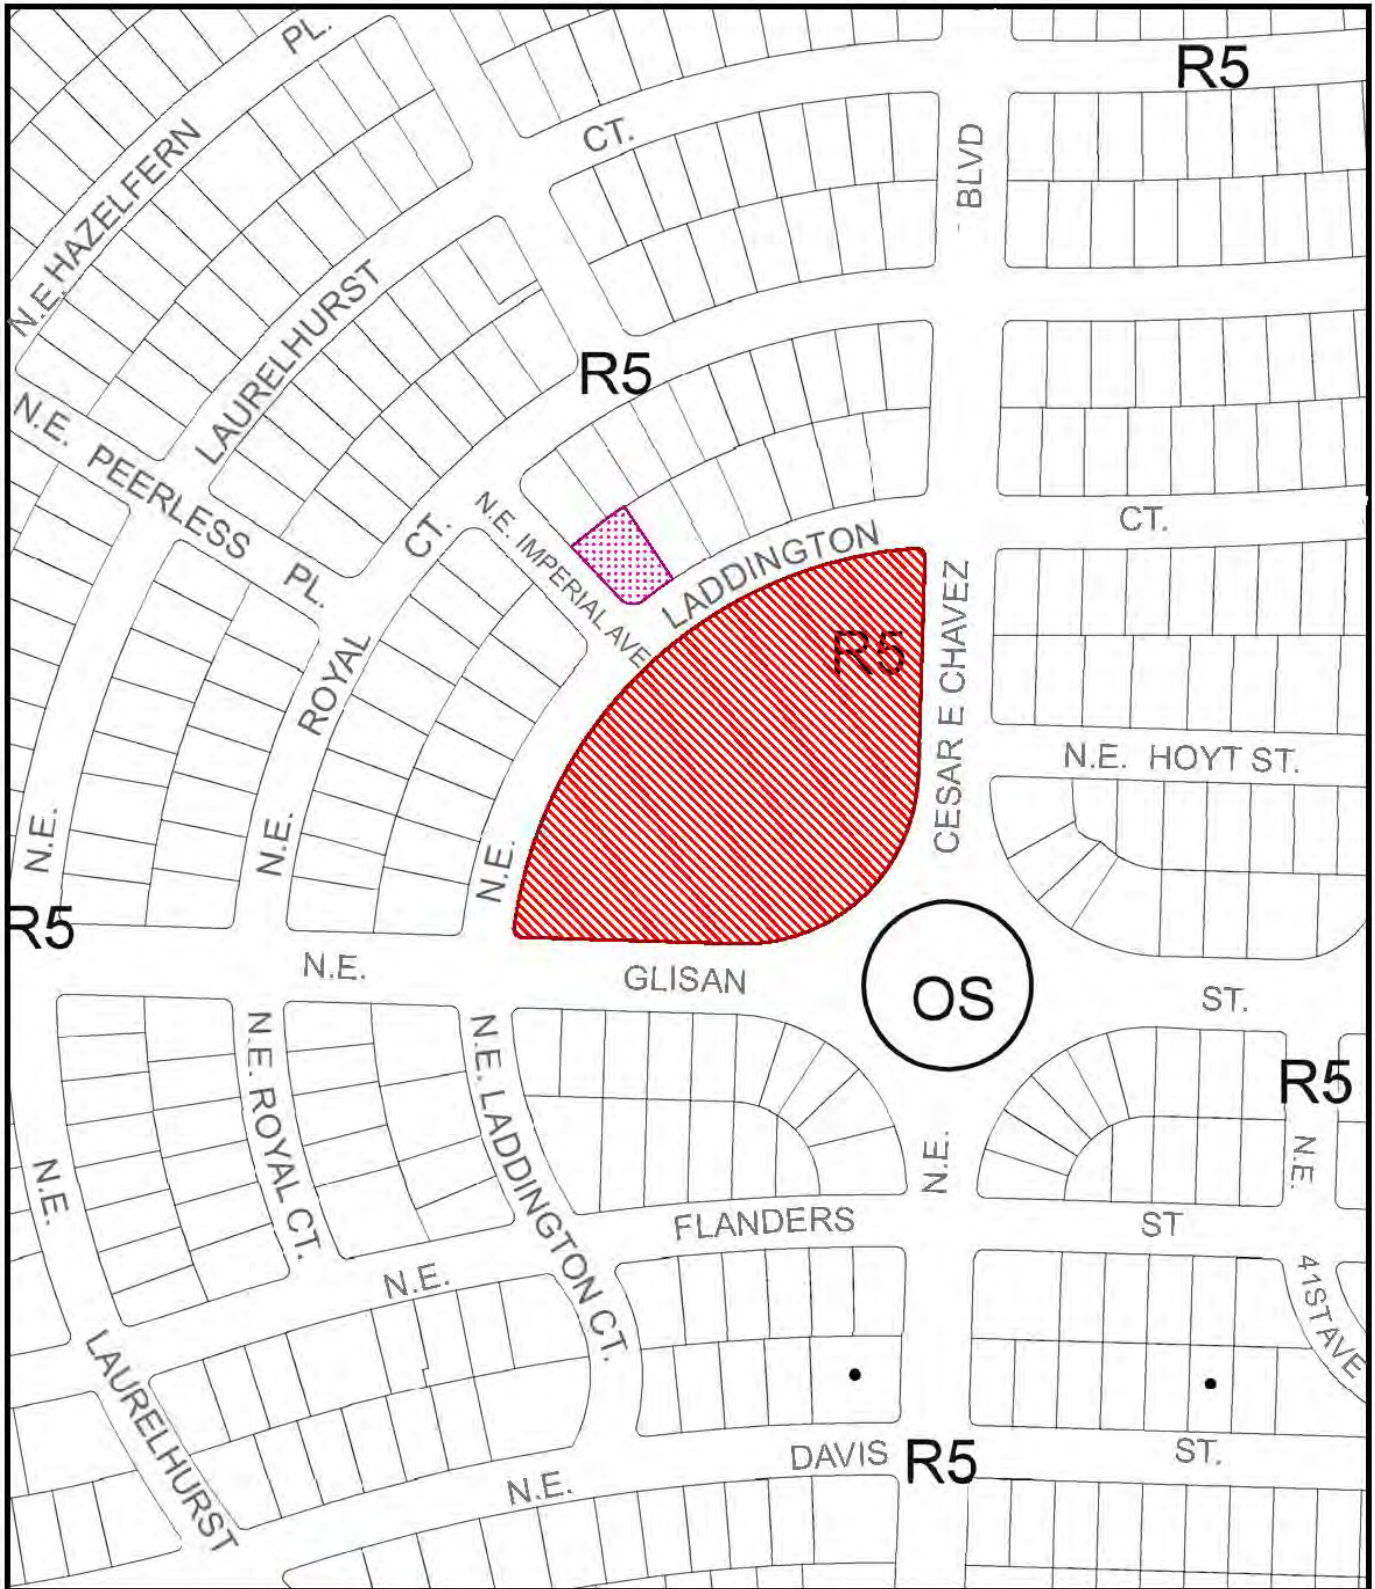 PL.
R5
CT.
BLVD
N.E. HAZELFERN
LAURELHURST
R5
N.E. PEERLESS PL.
CT.
N.E. IMPERIAL AVE
CT.
LADDINGTON
R5
CESAR E CHAVEZ
ROYAL
N.E. HOYT ST.
N.E.
N.E.
N.E.
R5
N.E.
GLISAN
OS
ST.
N.E. ROYAL CT.
N.E. LADDINGTON CT.
R5
N.E.
N.E.
N.E.
FLANDERS
ST
N.E.
41ST AVE
LAURELHURST
DAVIS
R5
ST.
N.E.